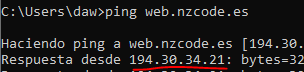 C:\Users\daw>ping web.nzcode.es
Haciendo ping a web.nzcode.es [194.30.
Respuesta desde 194.30.34.21: bytes=32